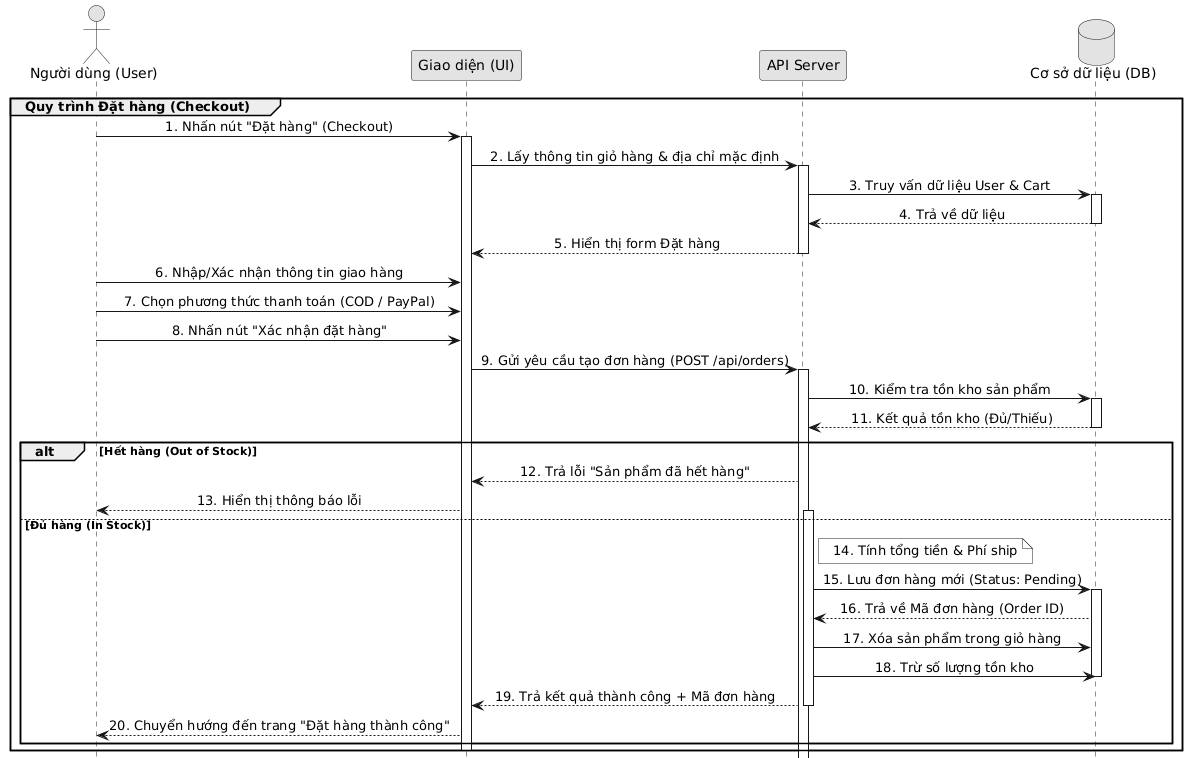 Người dùng (User)
Giao diện (UI)
API Server
Cơ sở dữ liệu (DB)
Quy trình Đặt hàng (Checkout)
1. Nhấn nút "Đặt hàng" (Checkout)
2. Lấy thông tin giỏ hàng & địa chỉ mặc định
3. Truy vấn dữ liệu User & Cart
4. Trả về dữ liệu
5. Hiển thị form Đặt hàng
6. Nhập/Xác nhận thông tin giao hàng
7. Chọn phương thức thanh toán (COD / PayPal)
8. Nhấn nút "Xác nhận đặt hàng"
9. Gửi yêu cầu tạo đơn hàng (POST /api/orders)
10. Kiểm tra tồn kho sản phẩm
11. Kết quả tồn kho (Đủ/Thiếu)
alt [Hết hàng (Out of Stock)]
12. Trả lỗi "Sản phẩm đã hết hàng"
13. Hiển thị thông báo lỗi
[Đủ hàng (In Stock)]
14. Tính tổng tiền & Phí ship
15. Lưu đơn hàng mới (Status: Pending)
16. Trả về Mã đơn hàng (Order ID)
17. Xóa sản phẩm trong giỏ hàng
18. Trừ số lượng tồn kho
19. Trả kết quả thành công + Mã đơn hàng
20. Chuyển hướng đến trang "Đặt hàng thành công"